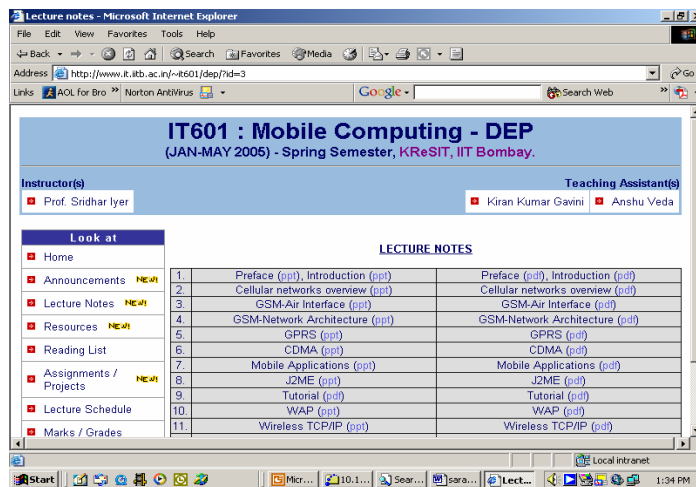 Lecture notes - Microsoft Internet Explorer
File Edit View Favorites Tools Help
Back Search Favorites Media
Address http://www.it.iitb.ac.in/~it601/dep/?id=3 Go
Links AOL for Bro Norton AntiVirus Google Search Web
IT601 : Mobile Computing - DEP
(JAN-MAY 2005) - Spring Semester, KReSIT, IIT Bombay.
Instructor(s) Teaching Assistant(s)
Prof. Sridhar Iyer Kiran Kumar Gavini Anshu Veda
Look at
Home
Announcements NEW!
Lecture Notes NEW!
Resources NEW!
Reading List
Assignments / Projects NEW!
Lecture Schedule
Marks / Grades
LECTURE NOTES
1. Preface (ppt), Introduction (ppt) Preface (pdf), Introduction (pdf)
2. Cellular networks overview (ppt) Cellular networks overview (pdf)
3. GSM-Air Interface (ppt) GSM-Air Interface (pdf)
4. GSM-Network Architecture (ppt) GSM-Network Architecture (pdf)
5. GPRS (ppt) GPRS (pdf)
6. CDMA (ppt) CDMA (pdf)
7. Mobile Applications (ppt) Mobile Applications (pdf)
8. J2ME (ppt) J2ME (pdf)
9. Tutorial (pdf) Tutorial (pdf)
10. WAP (ppt) WAP (pdf)
11. Wireless TCP/IP (ppt) Wireless TCP/IP (pdf)
Local intranet
Start Micr... 10.1... Sear... sara... Lect... 1:34 PM